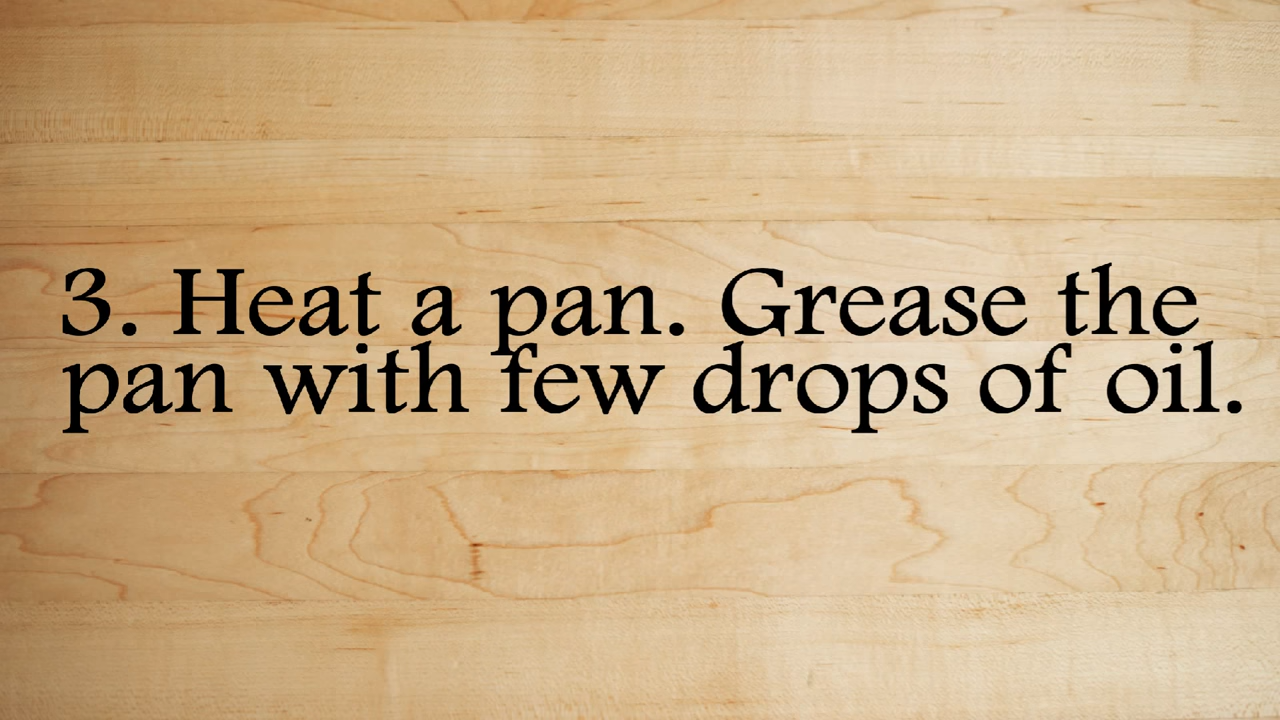 3. Heat a pan. Grease the
pan with few drops of oil.